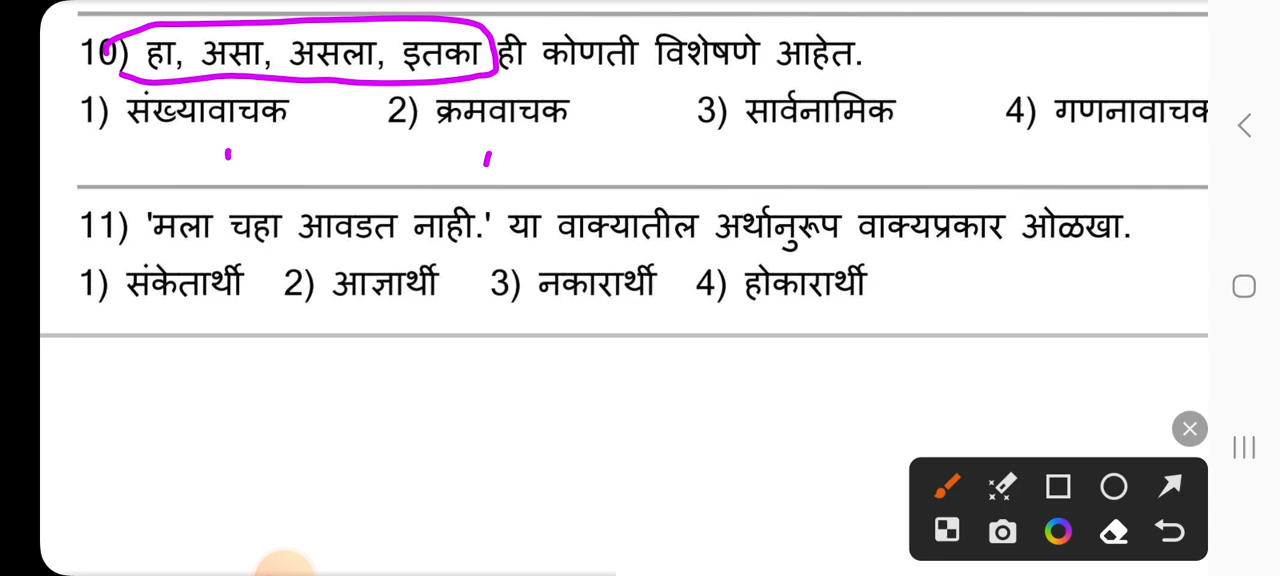 10) हा, असा, असला, इतका ही कोणती विशेषणे आहेत.
1) संख्यावाचक 2) क्रमवाचक 3) सार्वनामिक 4) गणनावाचक
11) 'मला चहा आवडत नाही.' या वाक्यातील अर्थानुरूप वाक्यप्रकार ओळखा.
1) संकेतार्थी 2) आज्ञार्थी 3) नकारार्थी 4) होकारार्थी